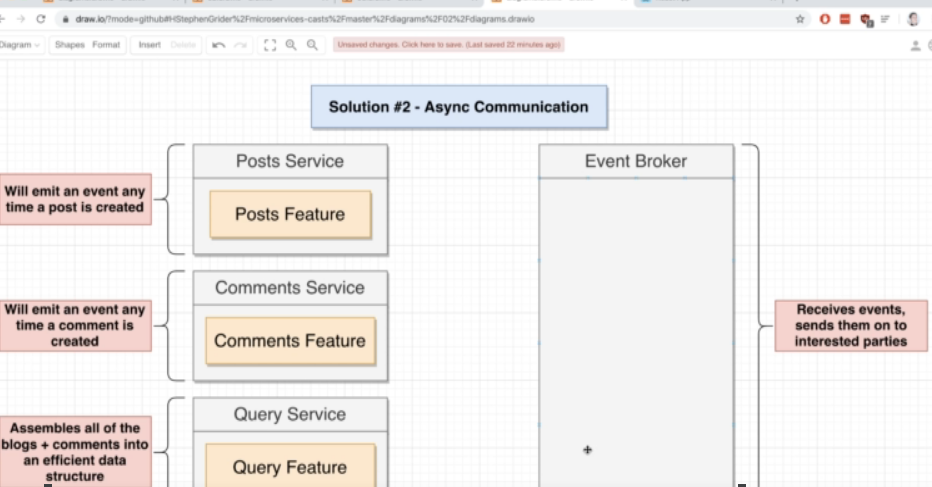 draw.io/?mode=github#HStephenGrider%2Fmicroservices-casts%2Fmaster%2Fdiagrams%2F02%2Fdiagrams.drawio
Diagram Shapes Format Insert Delete Unsaved changes. Click here to save. (Last saved 22 minutes ago)
Solution #2 - Async Communication
Posts Service
Event Broker
Will emit an event any
time a post is created
Posts Feature
Comments Service
Will emit an event any
time a comment is
created
Comments Feature
Receives events,
sends them on to
interested parties
Query Service
Assembles all of the
blogs + comments into
an efficient data
structure
Query Feature